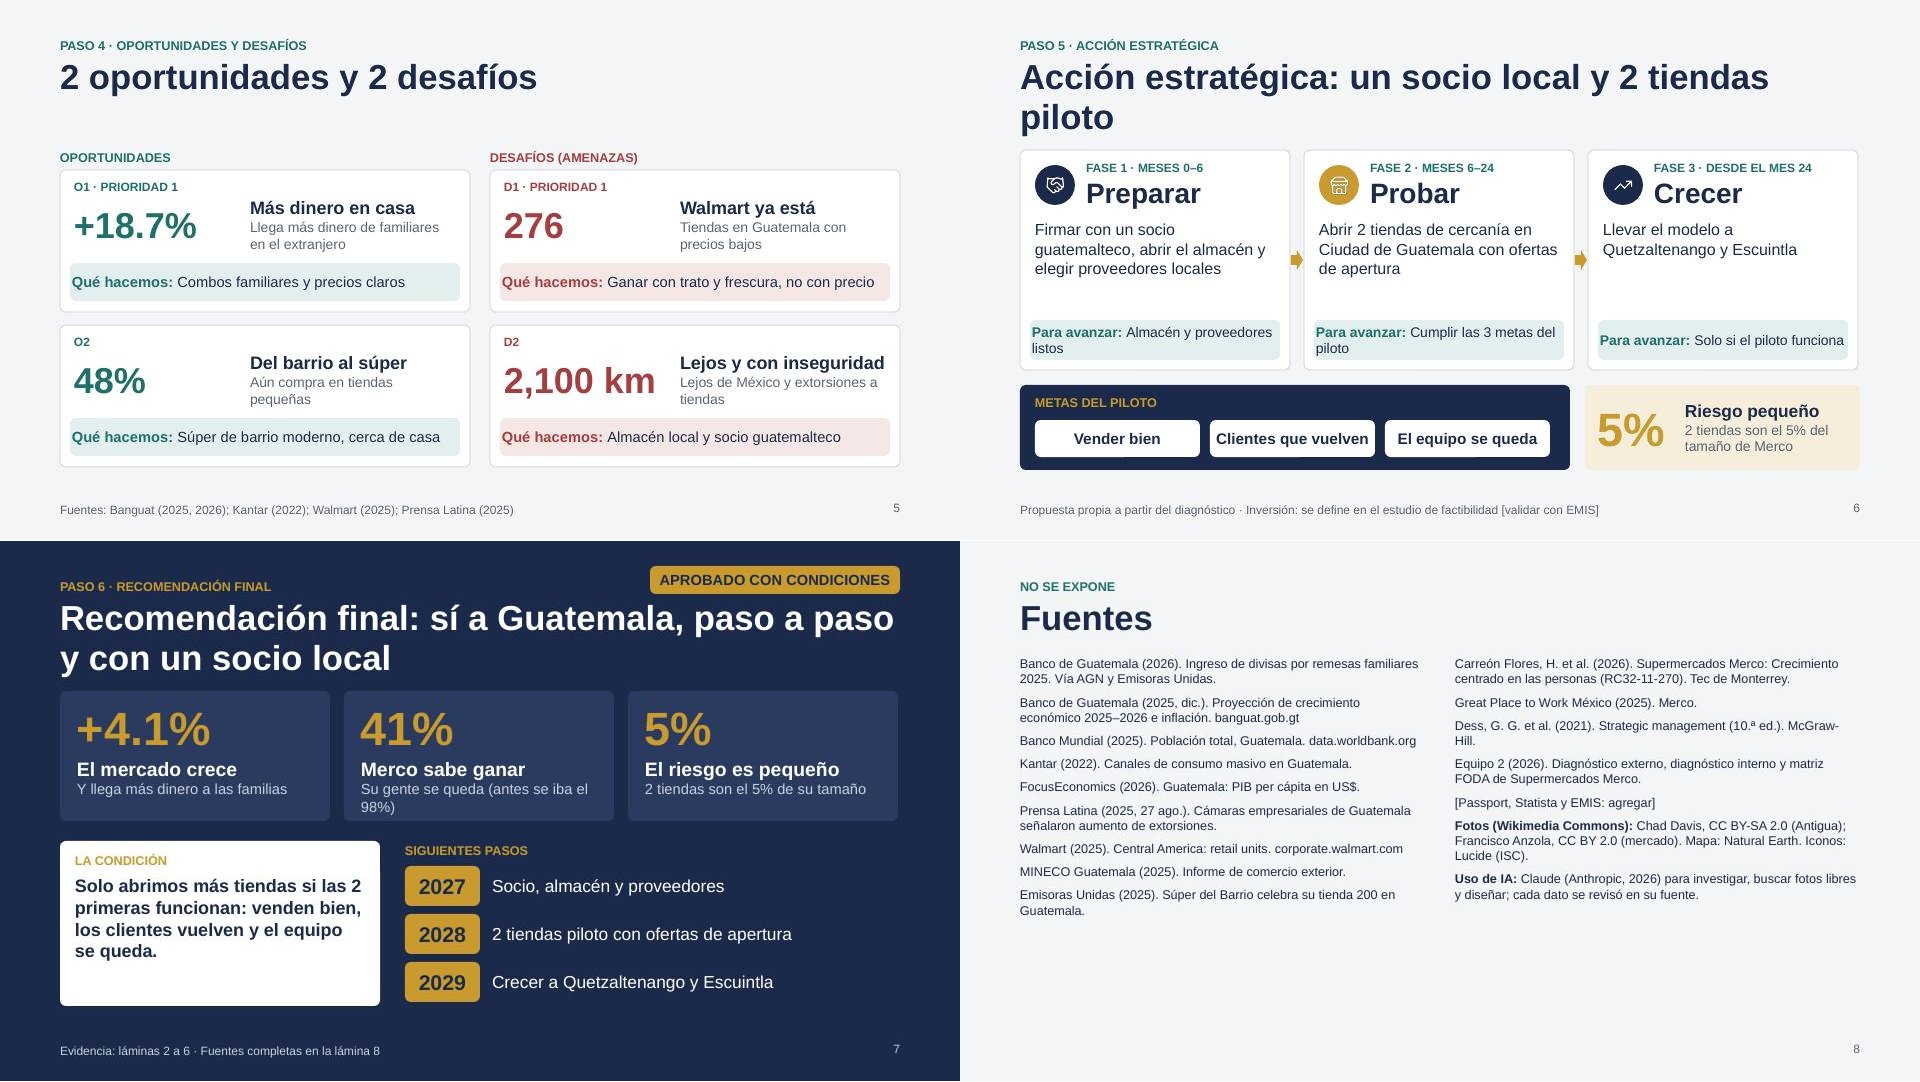 PASO 4 · OPORTUNIDADES Y DESAFÍOS
2 oportunidades y 2 desafíos
OPORTUNIDADES
O1 · PRIORIDAD 1
+18.7%
Más dinero en casa
Llega más dinero de familiares
en el extranjero
Qué hacemos: Combos familiares y precios claros
O2
48%
Del barrio al súper
Aún compra en tiendas
pequeñas
Qué hacemos: Súper de barrio moderno, cerca de casa
DESAFÍOS (AMENAZAS)
D1 · PRIORIDAD 1
276
Walmart ya está
Tiendas en Guatemala con
precios bajos
Qué hacemos: Ganar con trato y frescura, no con precio
D2
2,100 km
Lejos y con inseguridad
Lejos de México y extorsiones a
tiendas
Qué hacemos: Almacén local y socio guatemalteco
Fuentes: Banguat (2025, 2026); Kantar (2022); Walmart (2025); Prensa Latina (2025)
5
PASO 5 · ACCIÓN ESTRATÉGICA
Acción estratégica: un socio local y 2 tiendas
piloto
FASE 1 · MESES 0–6
Preparar
Firmar con un socio
guatemalteco, abrir el almacén y
elegir proveedores locales
Para avanzar: Almacén y proveedores
listos
FASE 2 · MESES 6–24
Probar
Abrir 2 tiendas de cercanía en
Ciudad de Guatemala con ofertas
de apertura
Para avanzar: Cumplir las 3 metas del
piloto
FASE 3 · DESDE EL MES 24
Crecer
Llevar el modelo a
Quetzaltenango y Escuintla
Para avanzar: Solo si el piloto funciona
METAS DEL PILOTO
Vender bien
Clientes que vuelven
El equipo se queda
5%
Riesgo pequeño
2 tiendas son el 5% del
tamaño de Merco
Propuesta propia a partir del diagnóstico · Inversión: se define en el estudio de factibilidad [validar con EMIS]
6
PASO 6 · RECOMENDACIÓN FINAL
APROBADO CON CONDICIONES
Recomendación final: sí a Guatemala, paso a paso
y con un socio local
+4.1%
El mercado crece
Y llega más dinero a las familias
41%
Merco sabe ganar
Su gente se queda (antes se iba el
98%)
5%
El riesgo es pequeño
2 tiendas son el 5% de su tamaño
LA CONDICIÓN
Solo abrimos más tiendas si las 2
primeras funcionan: venden bien,
los clientes vuelven y el equipo
se queda.
SIGUIENTES PASOS
2027
Socio, almacén y proveedores
2028
2 tiendas piloto con ofertas de apertura
2029
Crecer a Quetzaltenango y Escuintla
Evidencia: láminas 2 a 6 · Fuentes completas en la lámina 8
7
NO SE EXPONE
Fuentes
Banco de Guatemala (2026). Ingreso de divisas por remesas familiares
2025. Vía AGN y Emisoras Unidas.
Banco de Guatemala (2025, dic.). Proyección de crecimiento
económico 2025–2026 e inflación. banguat.gob.gt
Banco Mundial (2025). Población total, Guatemala. data.worldbank.org
Kantar (2022). Canales de consumo masivo en Guatemala.
FocusEconomics (2026). Guatemala: PIB per cápita en US$.
Prensa Latina (2025, 27 ago.). Cámaras empresariales de Guatemala
señalaron aumento de extorsiones.
Walmart (2025). Central America: retail units. corporate.walmart.com
MINECO Guatemala (2025). Informe de comercio exterior.
Emisoras Unidas (2025). Súper del Barrio celebra su tienda 200 en
Guatemala.
Carreón Flores, H. et al. (2026). Supermercados Merco: Crecimiento
centrado en las personas (RC32-11-270). Tec de Monterrey.
Great Place to Work México (2025). Merco.
Dess, G. G. et al. (2021). Strategic management (10.ª ed.). McGraw-
Hill.
Equipo 2 (2026). Diagnóstico externo, diagnóstico interno y matriz
FODA de Supermercados Merco.
[Passport, Statista y EMIS: agregar]
Fotos (Wikimedia Commons): Chad Davis, CC BY-SA 2.0 (Antigua);
Francisco Anzola, CC BY 2.0 (mercado). Mapa: Natural Earth. Iconos:
Lucide (ISC).
Uso de IA: Claude (Anthropic, 2026) para investigar, buscar fotos libres
y diseñar; cada dato se revisó en su fuente.
8